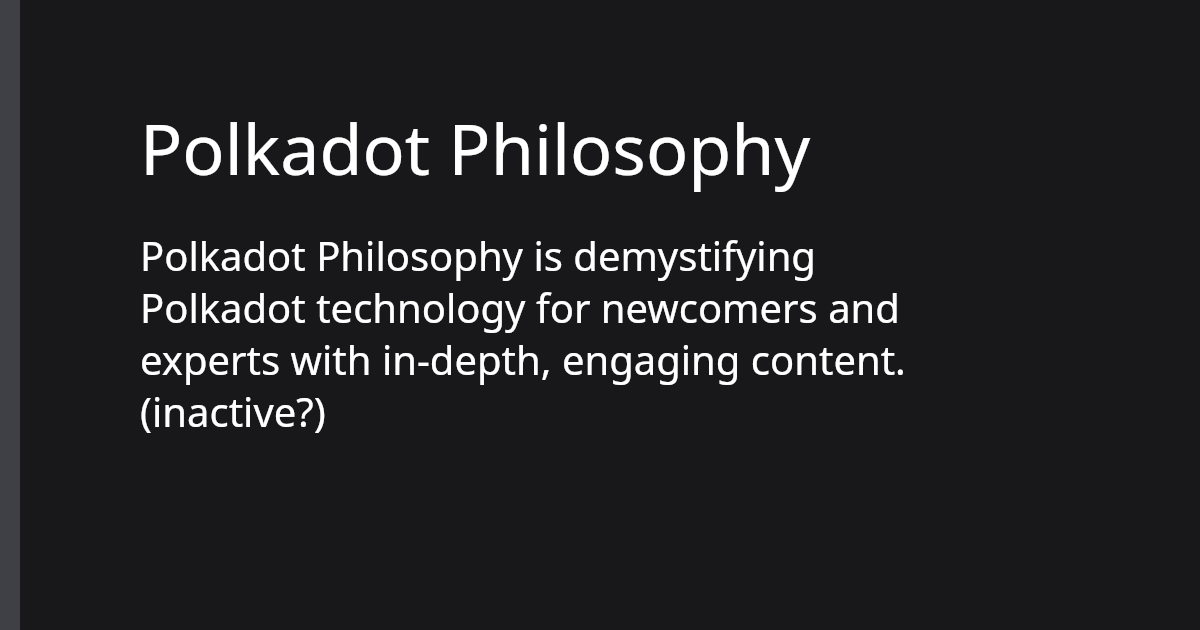 Polkadot Philosophy
Polkadot Philosophy is demystifying
Polkadot technology for newcomers and
experts with in-depth, engaging content.
(inactive?)